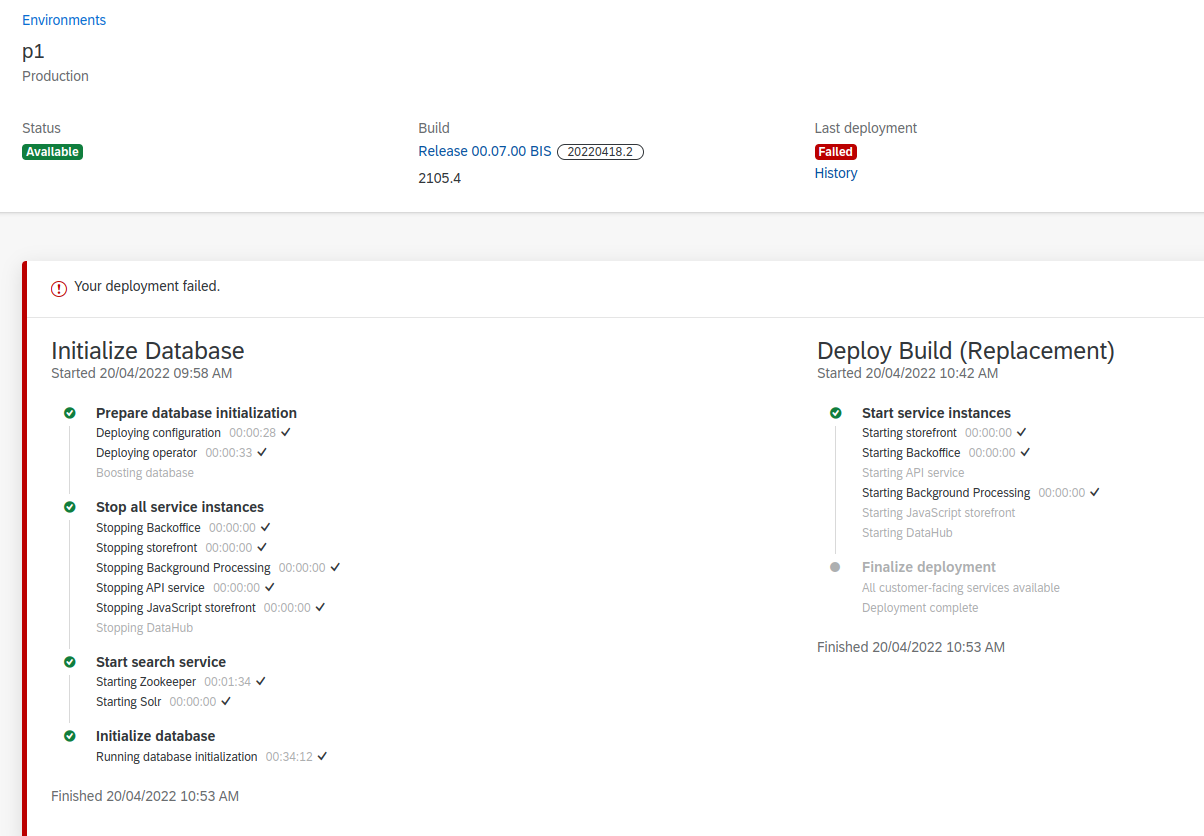 Environments
p1
Production
Status
Available
Build
Release 00.07.00 BIS 20220418.2
2105.4
Last deployment
Failed
History
Your deployment failed.
Initialize Database
Started 20/04/2022 09:58 AM
Prepare database initialization
Deploying configuration 00:00:28
Deploying operator 00:00:33
Boosting database
Stop all service instances
Stopping Backoffice 00:00:00
Stopping storefront 00:00:00
Stopping Background Processing 00:00:00
Stopping API service 00:00:00
Stopping JavaScript storefront 00:00:00
Stopping DataHub
Start search service
Starting Zookeeper 00:01:34
Starting Solr 00:00:00
Initialize database
Running database initialization 00:34:12
Finished 20/04/2022 10:53 AM
Deploy Build (Replacement)
Started 20/04/2022 10:42 AM
Start service instances
Starting storefront 00:00:00
Starting Backoffice 00:00:00
Starting API service
Starting Background Processing 00:00:00
Starting JavaScript storefront
Starting DataHub
Finalize deployment
All customer-facing services available
Deployment complete
Finished 20/04/2022 10:53 AM